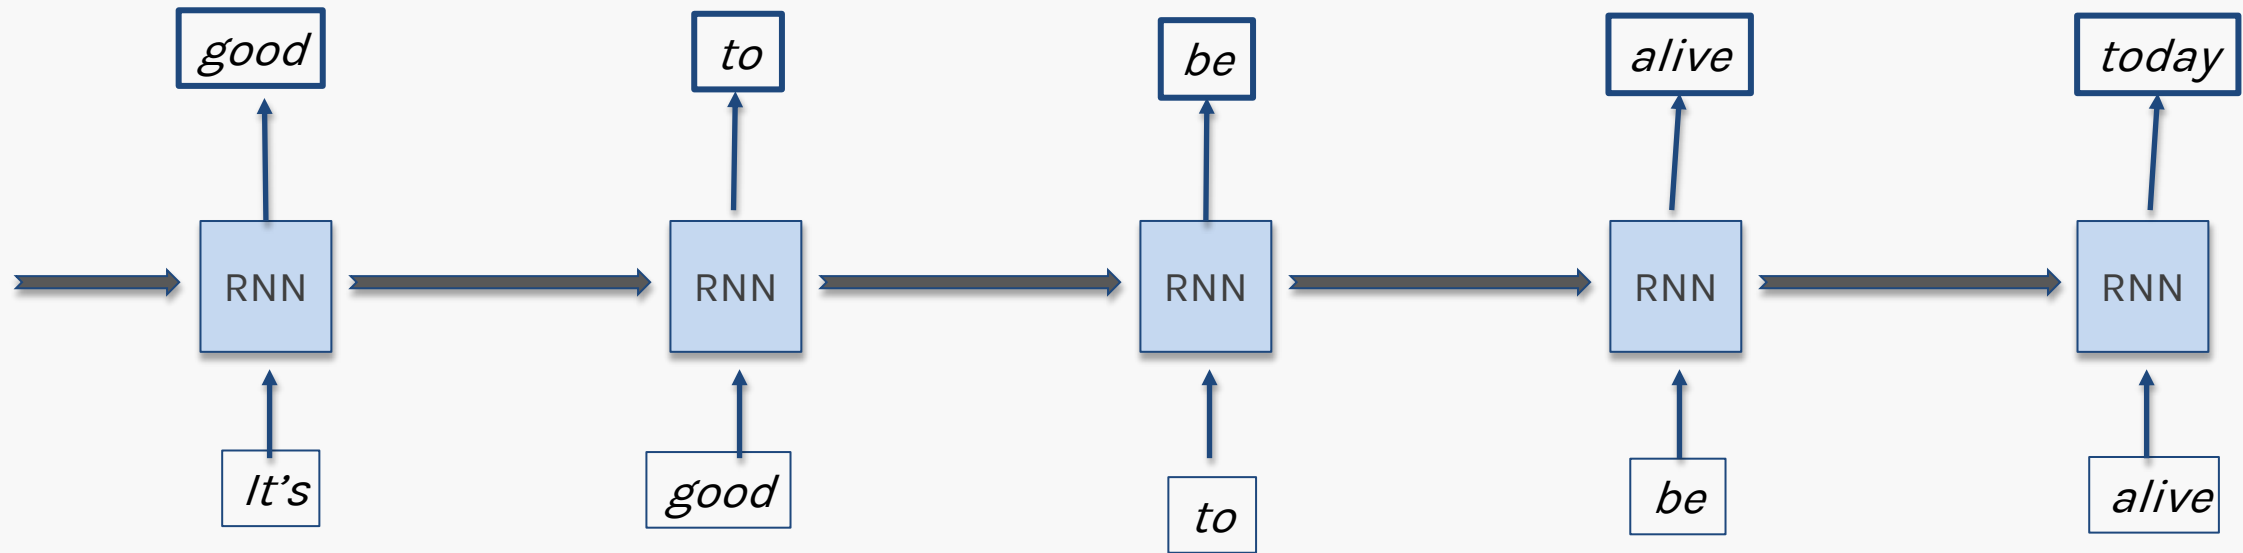 good
to
be
alive
today
RNN
RNN
RNN
RNN
RNN
It's
good
to
be
alive